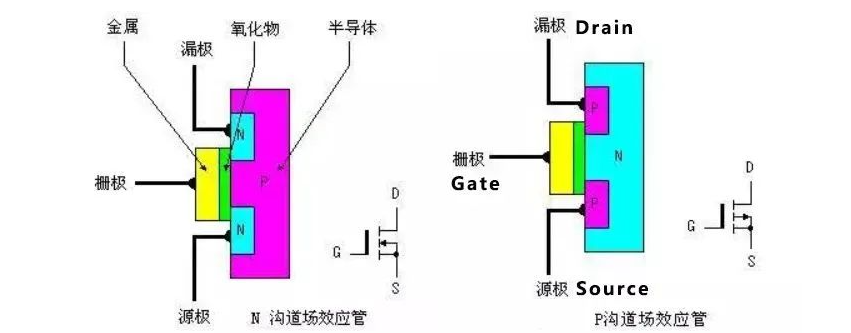 金属
氧化物
半导体
漏极
N
P
栅极
N
D
G
S
源极
N 沟道场效应管
漏极 Drain
P
N
栅极
Gate
P
D
G
S
源极 Source
P沟道场效应管